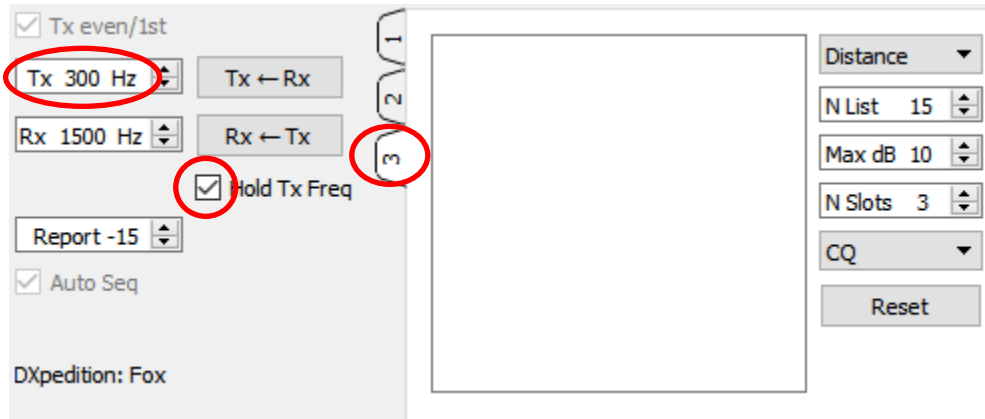 Tx even/1st
Tx 300 Hz
Tx ← Rx
Rx 1500 Hz
Rx ← Tx
Hold Tx Freq
Report -15
Auto Seq
DXpedition: Fox
1
2
3
Distance
N List 15
Max dB 10
N Slots 3
CQ
Reset